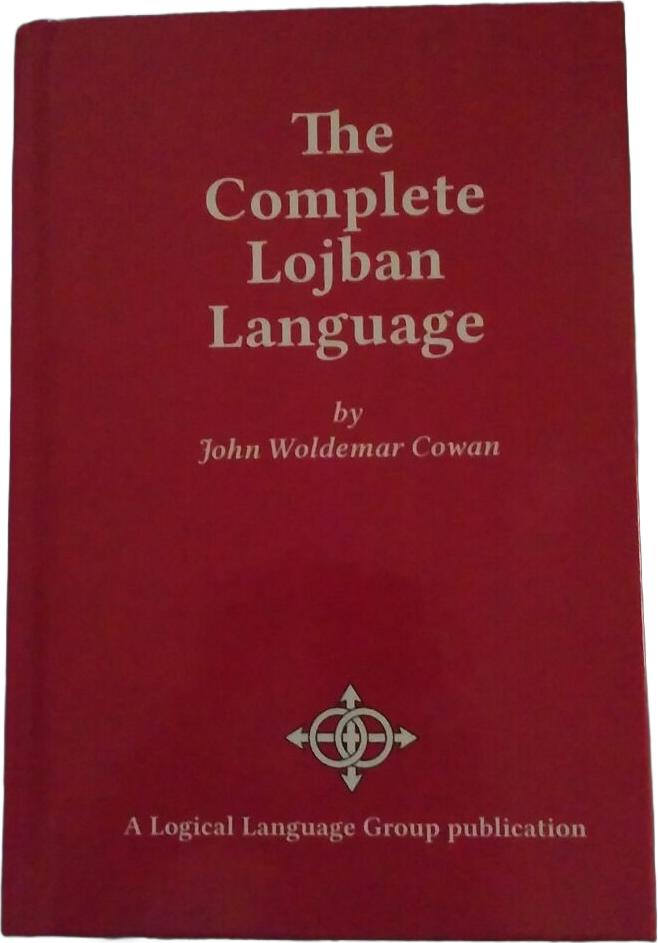 The
Complete
Lojban
Language
by
John Woldemar Cowan
A Logical Language Group publication